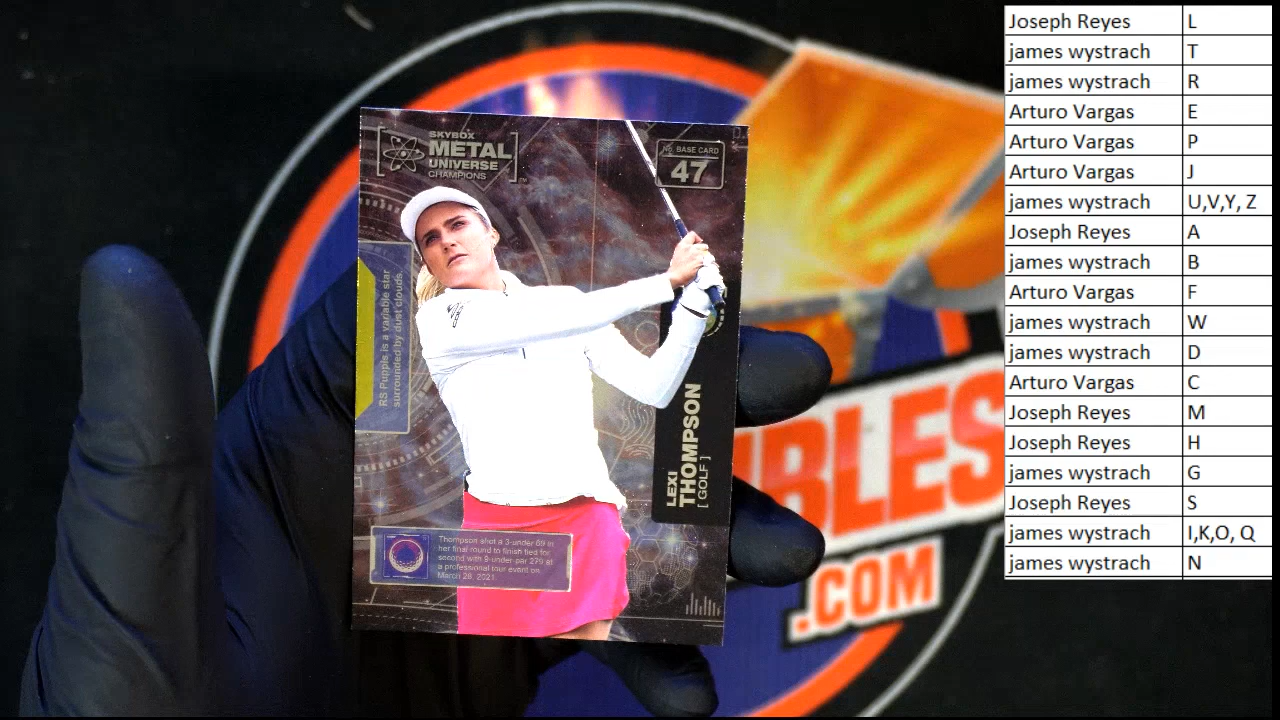 SKYBOX
METAL
UNIVERSE
CHAMPIONS
TM
No. BASE CARD
47
RS Puppis is a variable star
surrounded by dust clouds.
LEXI
THOMPSON
[ GOLF ]
Thompson shot a 3-under 69 in
her final round to finish tied for
second with 9-under par 279 at
a professional tour event on
March 28, 2021.
IBLES
.COM
Joseph Reyes L
james wystrach T
james wystrach R
Arturo Vargas E
Arturo Vargas P
Arturo Vargas J
james wystrach U,V,Y, Z
Joseph Reyes A
james wystrach B
Arturo Vargas F
james wystrach W
james wystrach D
Arturo Vargas C
Joseph Reyes M
Joseph Reyes H
james wystrach G
Joseph Reyes S
james wystrach I,K,O, Q
james wystrach N